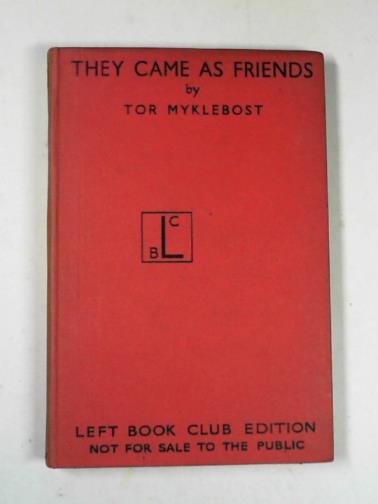 THEY CAME AS FRIENDS
by
TOR MYKLEBOST
L B C
LEFT BOOK CLUB EDITION
NOT FOR SALE TO THE PUBLIC